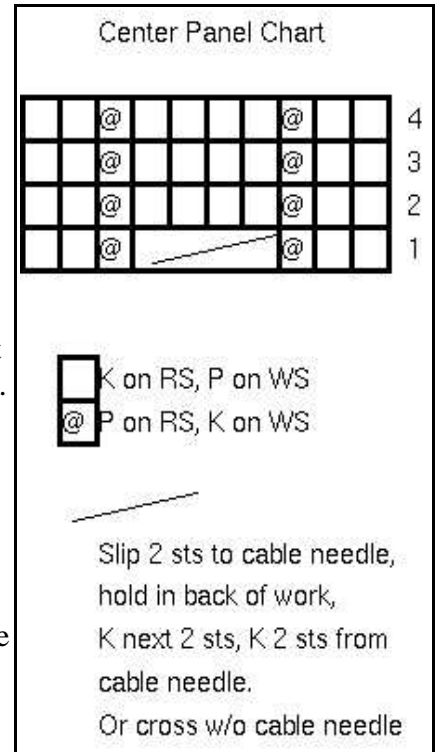 Center Panel Chart
@ @ 4
@ @ 3
@ @ 2
@ @ 1
K on RS, P on WS
@ P on RS, K on WS
Slip 2 sts to cable needle,
hold in back of work,
K next 2 sts, K 2 sts from
cable needle.
Or cross w/o cable needle